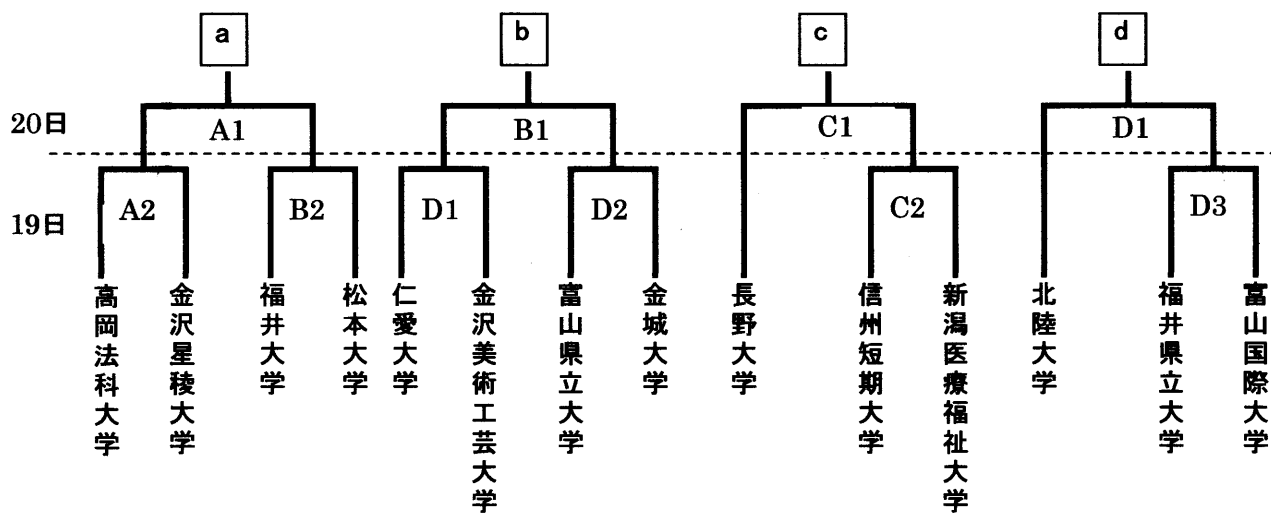 a b c d
20日 A1 B1 C1 D1
19日 A2 B2 D1 D2 C2 D3
高岡法科大学
金沢星稜大学
福井大学
松本大学
仁愛大学
金沢美術工芸大学
富山県立大学
金城大学
長野大学
信州短期大学
新潟医療福祉大学
北陸大学
福井県立大学
富山国際大学